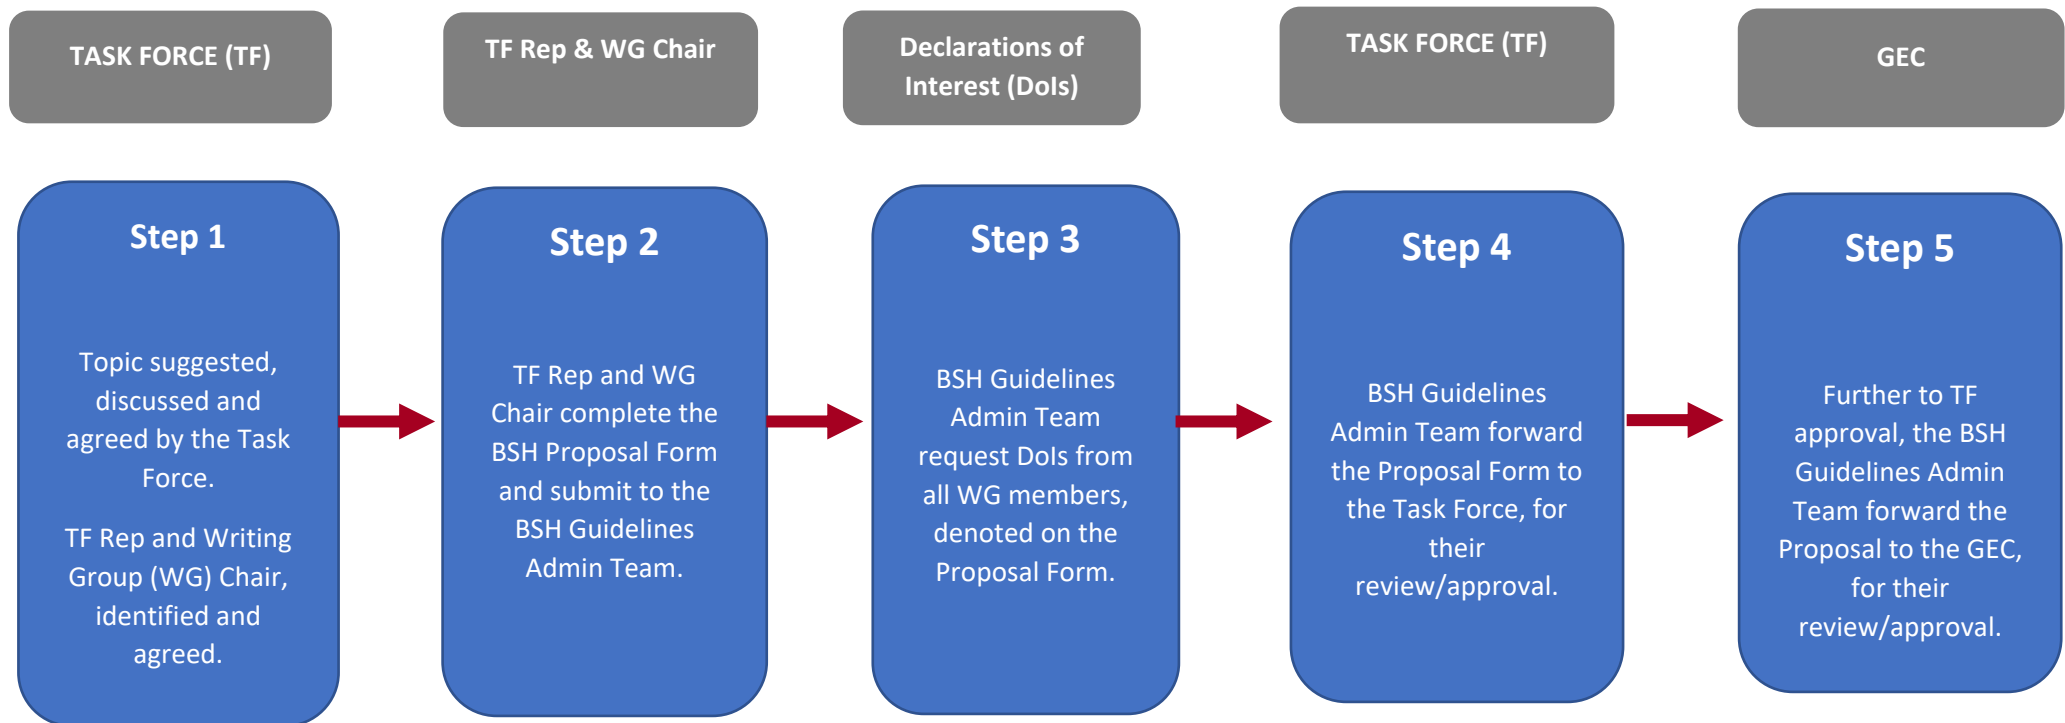 TASK FORCE (TF)
TF Rep & WG Chair
Declarations of
Interest (DoIs)
TASK FORCE (TF)
GEC
Step 1
Topic suggested,
discussed and
agreed by the Task
Force.
TF Rep and Writing
Group (WG) Chair,
identified and
agreed.
Step 2
TF Rep and WG
Chair complete the
BSH Proposal Form
and submit to the
BSH Guidelines
Admin Team.
Step 3
BSH Guidelines
Admin Team
request DoIs from
all WG members,
denoted on the
Proposal Form.
Step 4
BSH Guidelines
Admin Team forward
the Proposal Form to
the Task Force, for
their
review/approval.
Step 5
Further to TF
approval, the BSH
Guidelines Admin
Team forward the
Proposal to the GEC,
for their
review/approval.